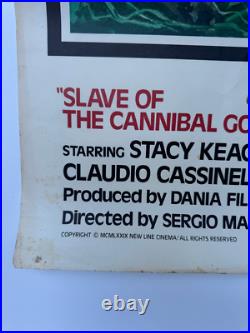 "SLAVE OF
THE CANNIBAL GO
STARRING STACY KEAC
CLAUDIO CASSINEL
Produced by DANIA FIL
Directed by SERGIO MA
COPYRIGHT © MCMLXXIX NEW LINE CINEMA/ALL RIGHTS RESERVED